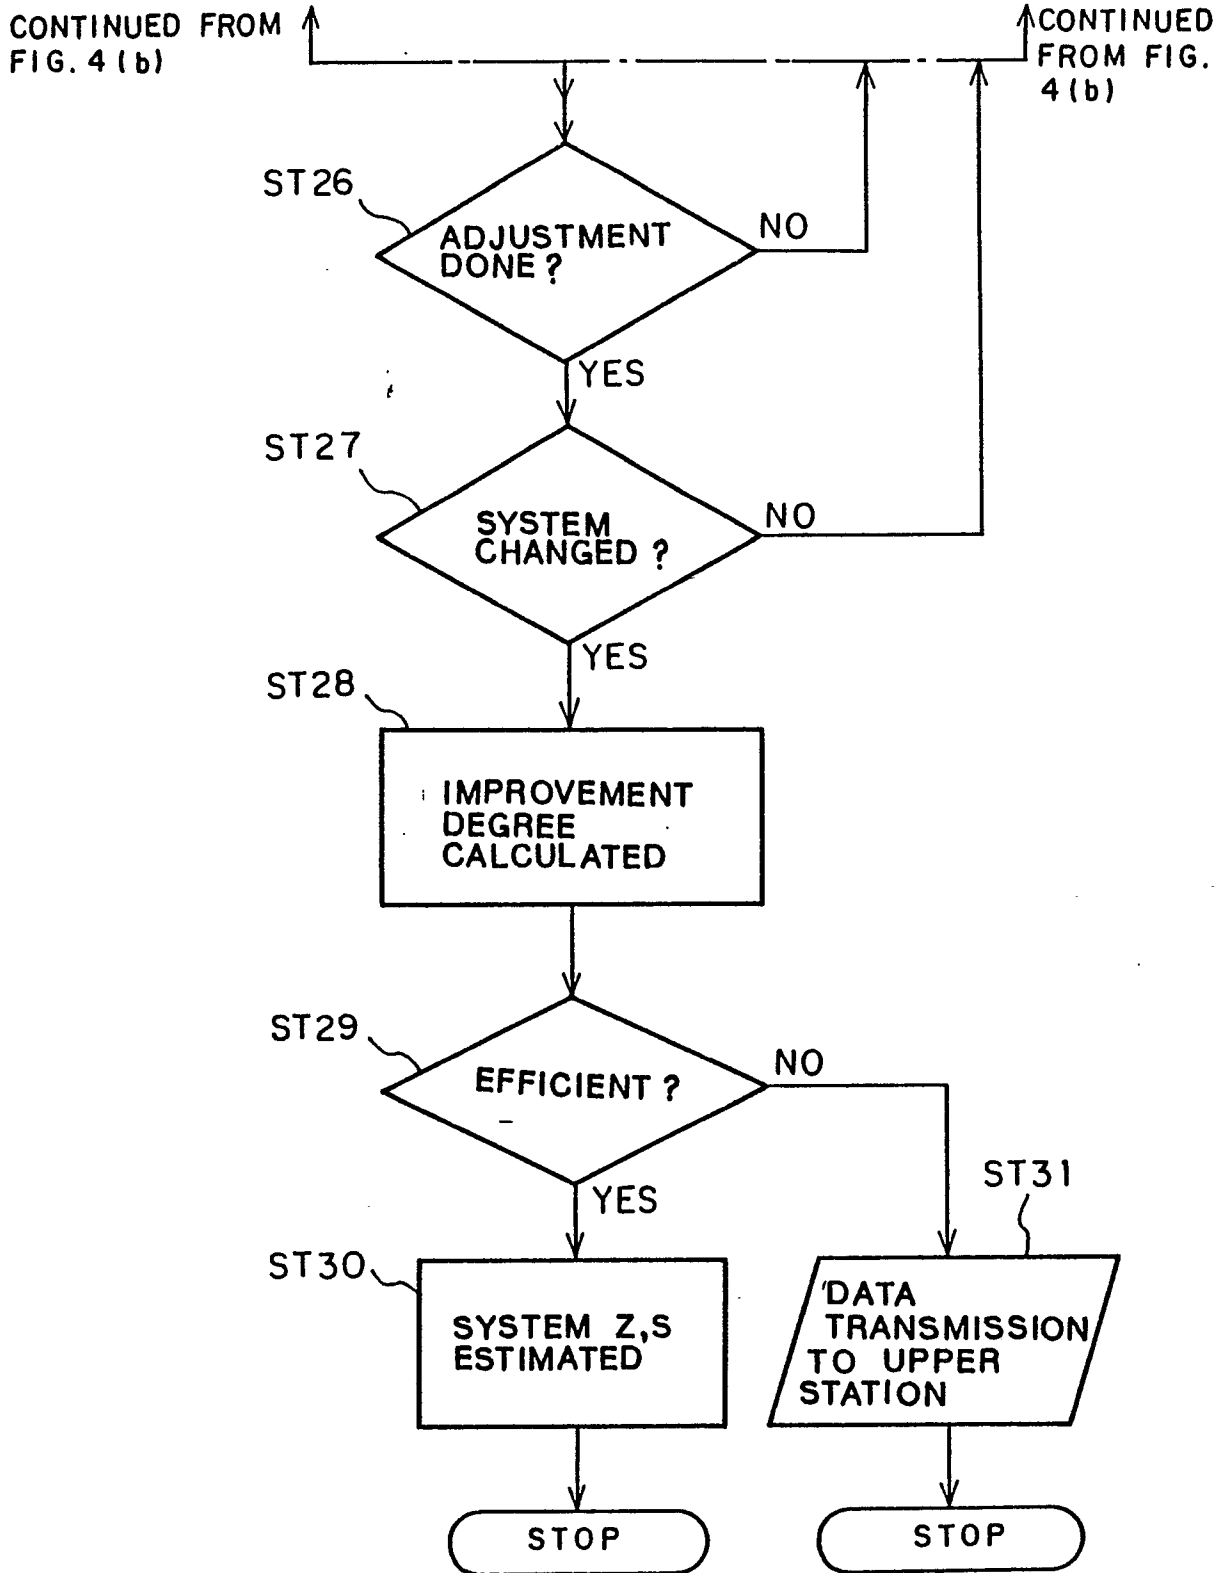 CONTINUED FROM
FIG. 4 (b)
CONTINUED
FROM FIG.
4 (b)
ST26
ADJUSTMENT
DONE ?
NO
YES
ST27
SYSTEM
CHANGED ?
NO
YES
ST28
IMPROVEMENT
DEGREE
CALCULATED
ST29
EFFICIENT ?
NO
YES
ST30
SYSTEM Z,S
ESTIMATED
ST31
DATA
TRANSMISSION
TO UPPER
STATION
STOP
STOP